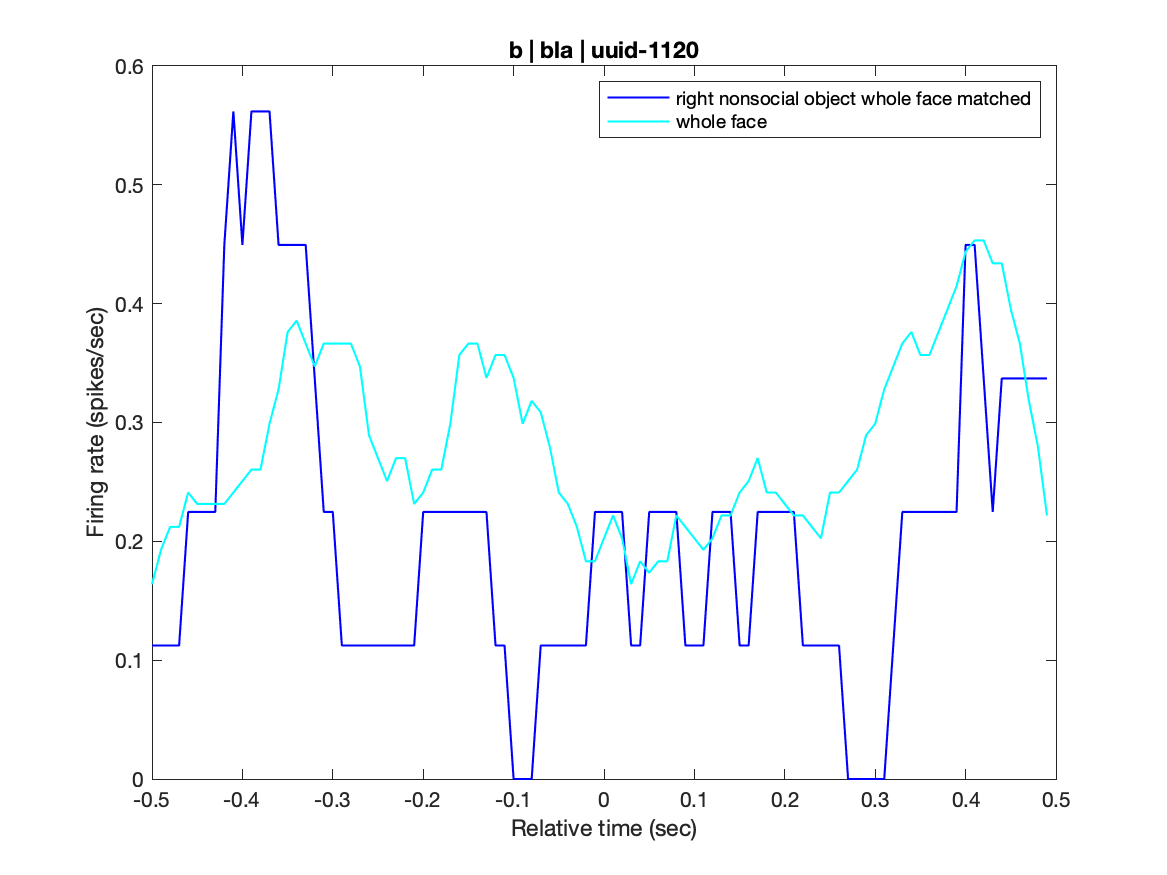 b | bla | uuid-1120
right nonsocial object whole face matched
whole face
Firing rate (spikes/sec)
0.6
0.5
0.4
0.3
0.2
0.1
0
-0.5 -0.4 -0.3 -0.2 -0.1 0 0.1 0.2 0.3 0.4 0.5
Relative time (sec)